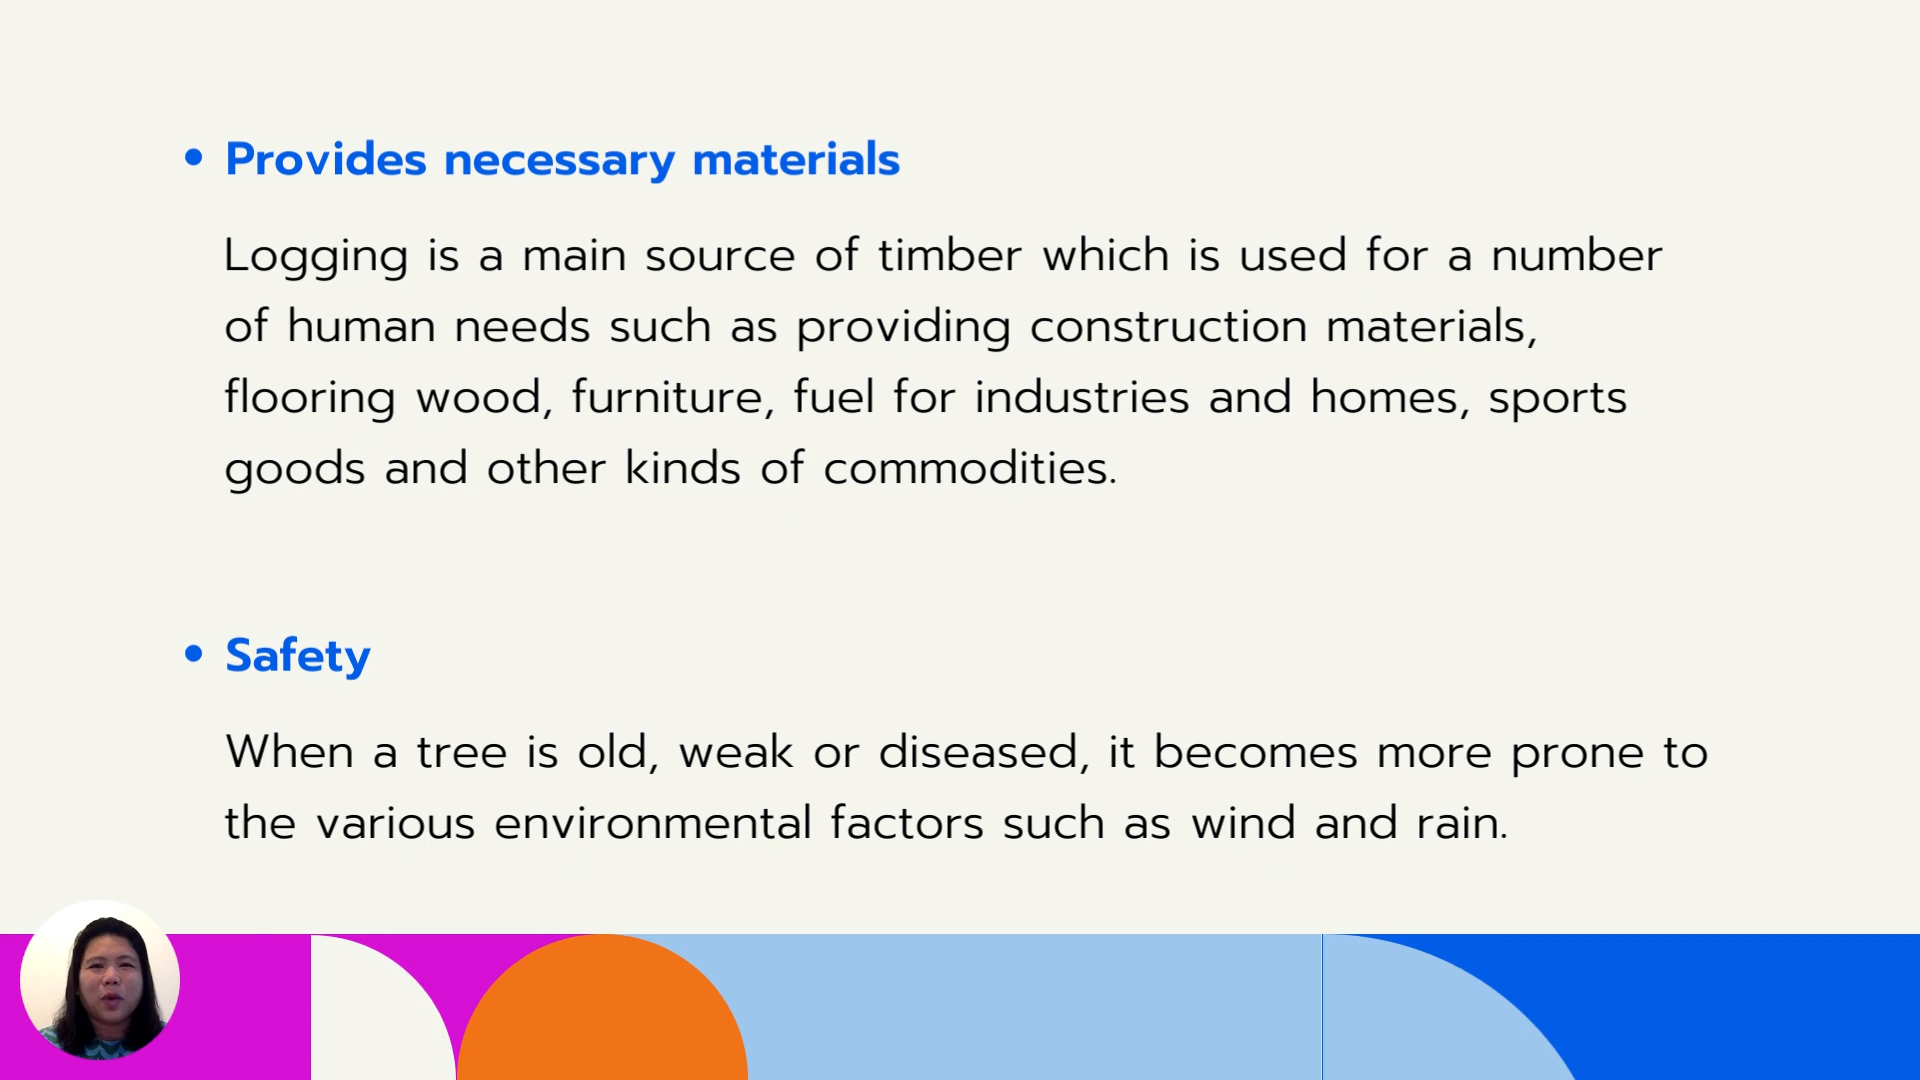 • Provides necessary materials
Logging is a main source of timber which is used for a number
of human needs such as providing construction materials,
flooring wood, furniture, fuel for industries and homes, sports
goods and other kinds of commodities.
• Safety
When a tree is old, weak or diseased, it becomes more prone to
the various environmental factors such as wind and rain.